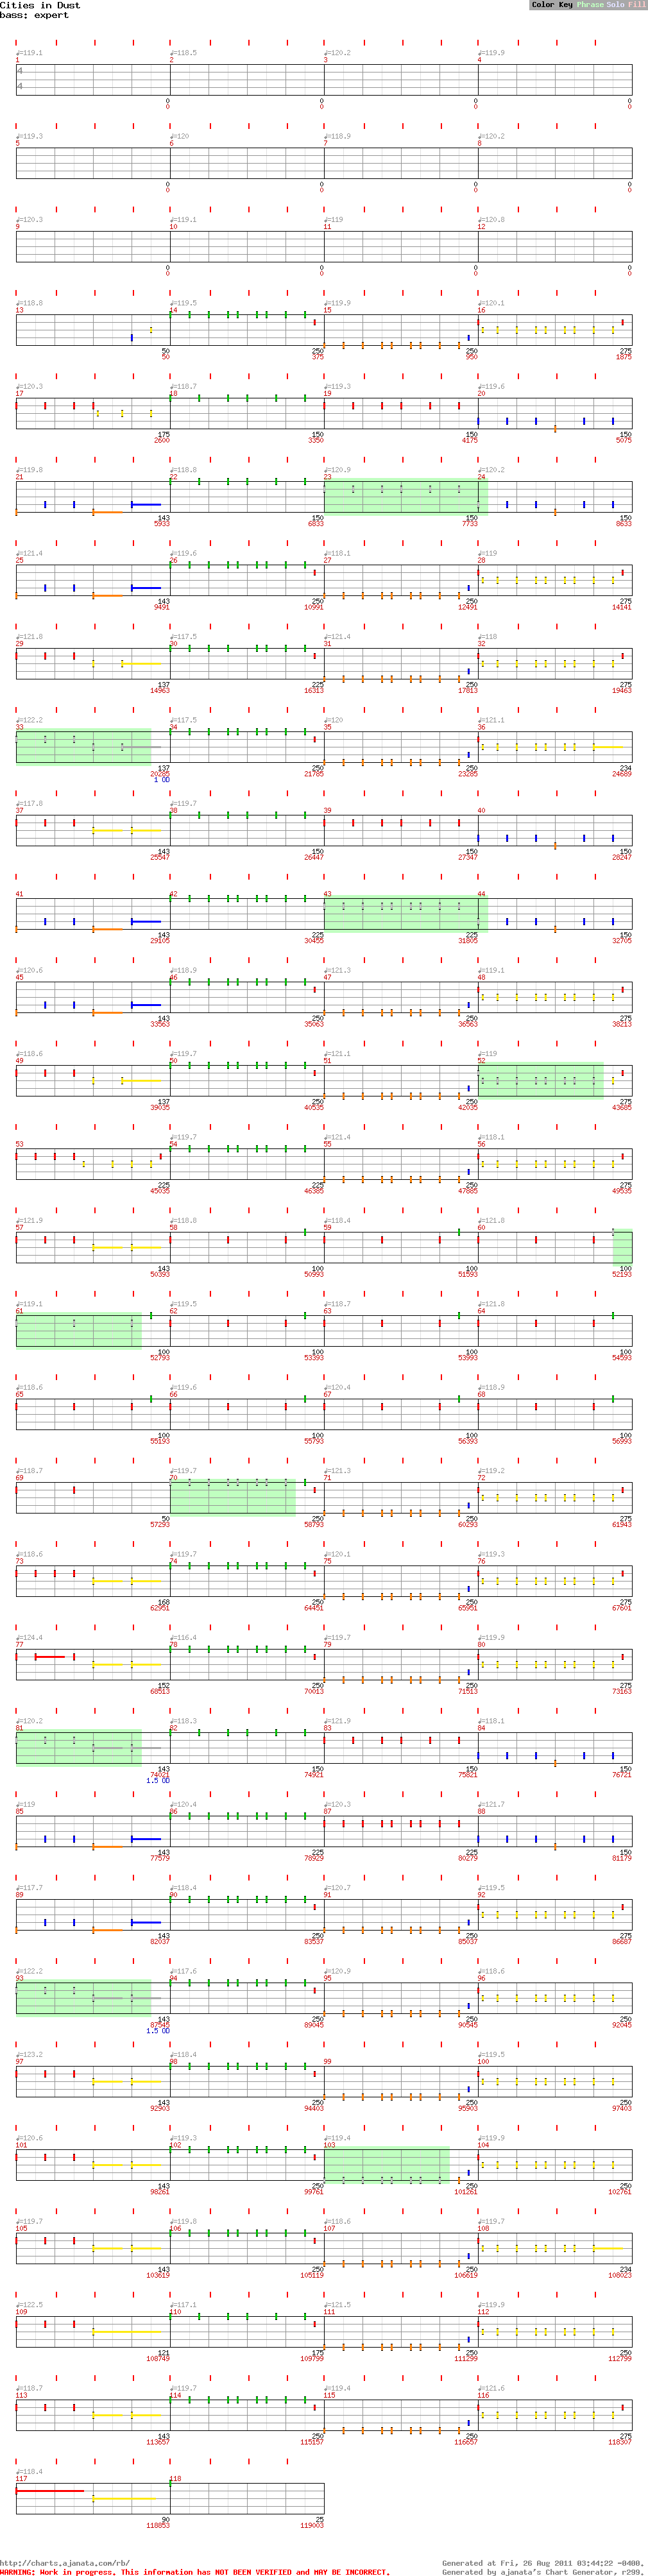 Cities in Dust
bass: expert
Color Key Phrase Solo Fill
♩=119.1 ♩=118.5 ♩=120.2 ♩=119.9
1 2 3 4
4
4
0 0 0 0
0 0 0 0
♩=119.3 ♩=120 ♩=118.9 ♩=120.2
5 6 7 8
0 0 0 0
0 0 0 0
♩=120.3 ♩=119.1 ♩=119 ♩=120.8
9 10 11 12
0 0 0 0
0 0 0 0
♩=118.8 ♩=119.5 ♩=119.9 ♩=120.1
13 14 15 16
50 375 250 275
50 950 1875
♩=120.3 ♩=118.7 ♩=119.3 ♩=119.6
17 18 19 20
175 150 150 150
2600 3350 4175 5075
♩=119.8 ♩=118.8 ♩=120.9 ♩=120.2
21 22 23 24
143 150 150 150
5933 6833 7733 8633
♩=121.4 ♩=119.6 ♩=118.1 ♩=119
25 26 27 28
143 250 250 275
9491 10991 12491 14141
♩=121.8 ♩=117.5 ♩=121.4 ♩=118
29 30 31 32
137 225 250 275
14963 16313 17813 19463
♩=122.2 ♩=117.5 ♩=120 ♩=121.1
33 34 35 36
137 250 250 234
20285 21785 23285 24689
1 OD
♩=117.8 ♩=119.7
37 38 39 40
143 150 150 150
25547 26447 27347 28247
41 42 43 44
143 225 225 150
29105 30455 31805 32705
♩=120.6 ♩=118.9 ♩=121.3 ♩=119.1
45 46 47 48
143 250 250 275
33563 35063 36563 38213
♩=118.6 ♩=119.7 ♩=121.1 ♩=119
49 50 51 52
137 250 250 275
39035 40535 42035 43685
♩=119.7 ♩=121.4 ♩=118.1
53 54 55 56
225 225 250 275
45035 46385 47885 49535
♩=121.9 ♩=118.8 ♩=118.4 ♩=121.8
57 58 59 60
143 100 100 100
50393 50993 51593 52193
♩=119.1 ♩=119.5 ♩=118.7 ♩=121.8
61 62 63 64
100 100 100 100
52793 53393 53993 54593
♩=118.6 ♩=119.6 ♩=120.4 ♩=118.9
65 66 67 68
100 100 100 100
55193 55793 56393 56993
♩=118.7 ♩=119.7 ♩=121.3 ♩=119.2
69 70 71 72
50 250 250 275
57293 58793 60293 61943
♩=118.6 ♩=119.7 ♩=120.1 ♩=119.3
73 74 75 76
168 250 250 275
62951 64451 65951 67601
♩=124.4 ♩=116.4 ♩=119.7 ♩=119.9
77 78 79 80
152 250 250 275
68513 70013 71513 73163
♩=120.2 ♩=118.3 ♩=121.9 ♩=118.1
81 82 83 84
143 150 150 150
74021 74921 75821 76721
1.5 OD
♩=119 ♩=120.4 ♩=120.3 ♩=121.7
85 86 87 88
143 225 225 150
77579 78929 80279 81179
♩=117.7 ♩=118.4 ♩=120.7 ♩=119.5
89 90 91 92
143 250 250 275
82037 83537 85037 86687
♩=122.2 ♩=117.6 ♩=120.9 ♩=118.6
93 94 95 96
143 250 250 250
87545 89045 90545 92045
1.5 OD
♩=123.2 ♩=118.4 ♩=119.5
97 98 99 100
143 250 250 250
92903 94403 95903 97403
♩=120.6 ♩=119.3 ♩=119.4 ♩=119.9
101 102 103 104
143 250 250 250
98261 99761 101261 102761
♩=119.7 ♩=119.8 ♩=118.6 ♩=119.7
105 106 107 108
143 250 250 234
103619 105119 106619 108023
♩=122.5 ♩=117.1 ♩=121.5 ♩=119.9
109 110 111 112
121 175 250 250
108749 109799 111299 112799
♩=118.7 ♩=119.7 ♩=119.4 ♩=121.6
113 114 115 116
143 250 250 275
113657 115157 116657 118307
♩=118.4
117 118
90 25
118853 119003
http://charts.ajanata.com/rb/ Generated at Fri, 26 Aug 2011 03:44:22 -0400.
WARNING: Work in progress. This information has NOT BEEN VERIFIED and MAY BE INCORRECT. Generated by ajanata's Chart Generator, r299.